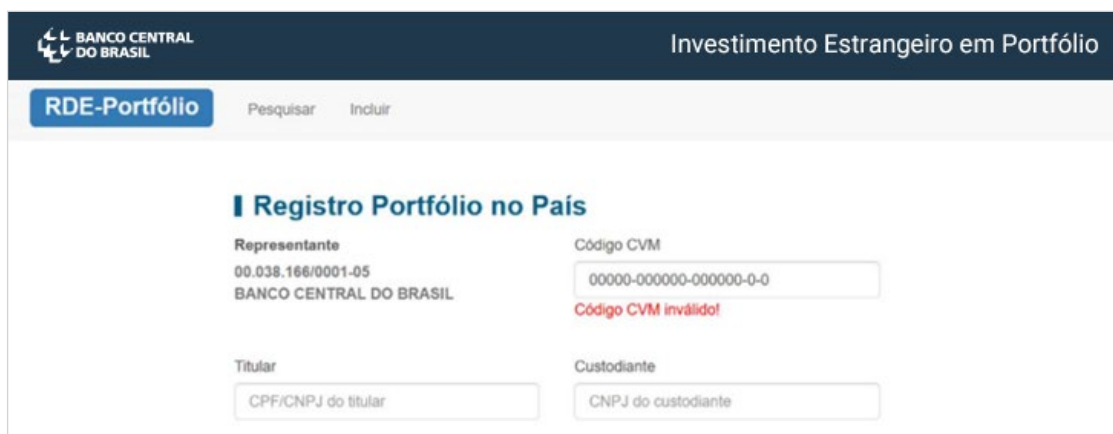 BANCO CENTRAL
DO BRASIL
Investimento Estrangeiro em Portfólio
RDE-Portfólio Pesquisar Incluir
Registro Portfólio no País
Representante Código CVM
00.038.166/0001-05 00000-000000-000000-0-0
BANCO CENTRAL DO BRASIL
Código CVM inválido!
Titular Custodiante
CPF/CNPJ do titular CNPJ do custodiante